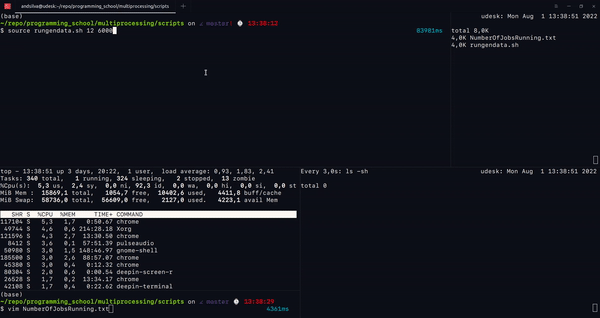 andsilva@udesk:~/repo/programming_school/multiprocessing/scripts
(base)
~/repo/programming_school/multiprocessing/scripts on master! 13:38:12
$ source rungendata.sh 12 6000
83981ms
udesk: Mon Aug 1 13:38:51 2022
total 8,0K
4,0K NumberOfJobsRunning.txt
4,0K rungendata.sh
top - 13:38:51 up 3 days, 20:22, 1 user, load average: 0,93, 1,83, 2,41
Tasks: 340 total, 1 running, 324 sleeping, 2 stopped, 13 zombie
%Cpu(s): 5,3 us, 2,4 sy, 0,0 ni, 92,3 id, 0,0 wa, 0,0 hi, 0,0 si, 0,0 st
MiB Mem : 15869,1 total, 1054,7 free, 10402,6 used, 4411,8 buff/cache
MiB Swap: 58736,0 total, 56609,0 free, 2127,0 used. 4223,1 avail Mem
SHR S %CPU %MEM TIME+ COMMAND
117104 S 5,3 1,7 0:50.67 chrome
49744 S 4,6 0,6 214:28.18 Xorg
121596 S 4,3 2,7 13:30.50 chrome
8412 S 3,6 0,1 57:51.39 pulseaudio
50980 S 3,0 1,5 148:46.97 gnome-shell
185500 S 2,6 3,0 88:57.07 chrome
45380 S 3,0 0,4 0:12.32 chrome
80304 S 2,0 0,6 0:00.54 deepin-screen-r
26528 S 1,7 0,2 13:34.17 chrome
42108 S 1,7 0,4 0:22.62 deepin-terminal
Every 3,0s: ls -sh
udesk: Mon Aug 1 13:38:51 2022
total 0
(base)
~/repo/programming_school/multiprocessing/scripts on master 13:38:29
$ vim NumberOfJobsRunning.txt
4361ms